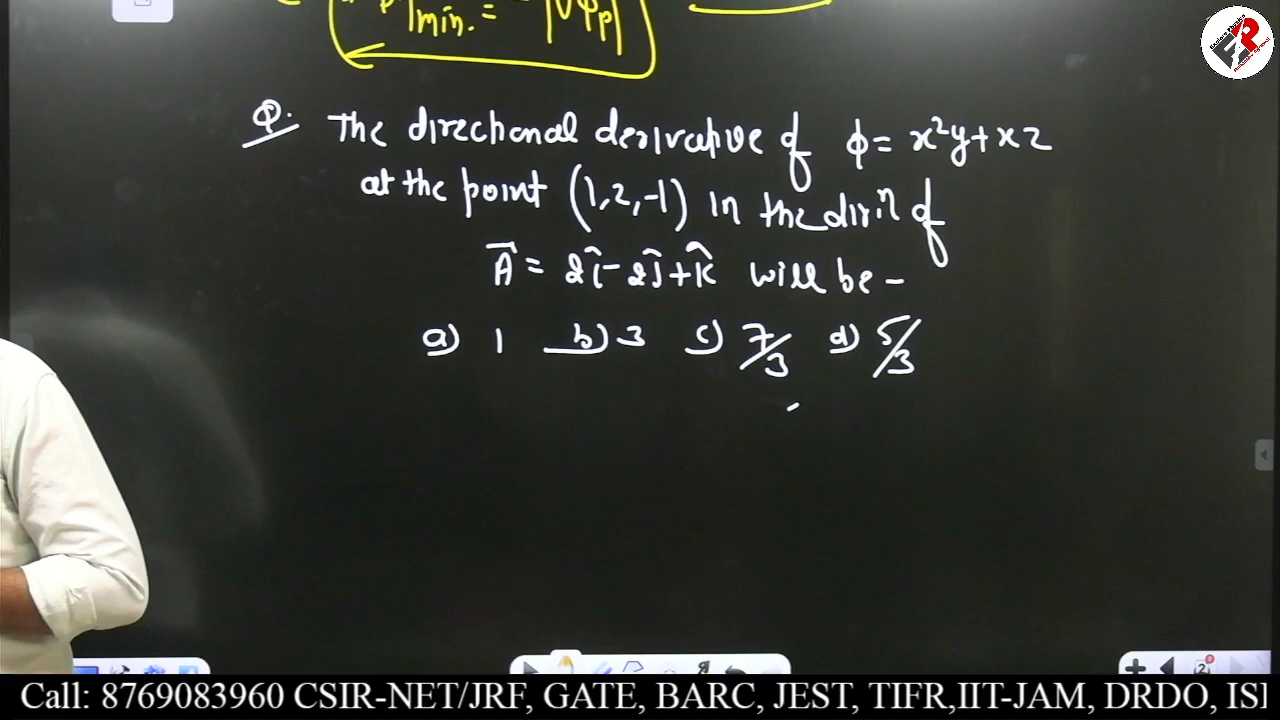 min. = - |∇φₚ|
Q. The directional derivative of φ = x²y + xz
at the point (1,2,-1) in the dirⁿ of
A⃗ = 2î - 2ĵ + k̂ will be -
a) 1 b) 3 c) 7/3 d) 5/3
Call: 8769083960 CSIR-NET/JRF, GATE, BARC, JEST, TIFR,IIT-JAM, DRDO, ISI